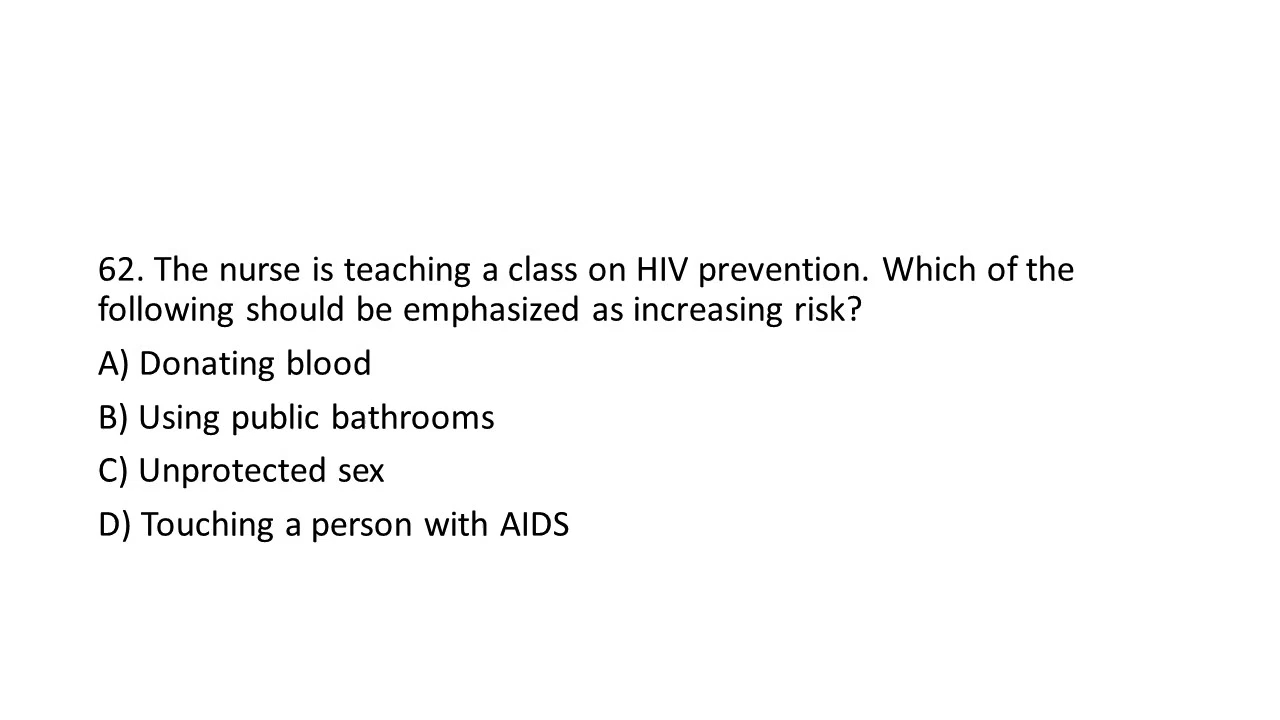 62. The nurse is teaching a class on HIV prevention. Which of the
following should be emphasized as increasing risk?
A) Donating blood
B) Using public bathrooms
C) Unprotected sex
D) Touching a person with AIDS